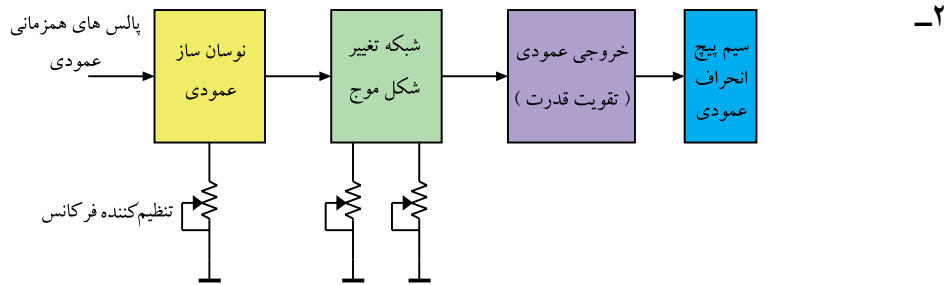 ۲ــ
پالس های همزمانی
عمودی
نوسان ساز
عمودی
شبکه تغییر
شکل موج
خروجی عمودی
( تقویت قدرت )
سیم پیچ
انحراف
عمودی
تنظیم‌کننده فرکانس